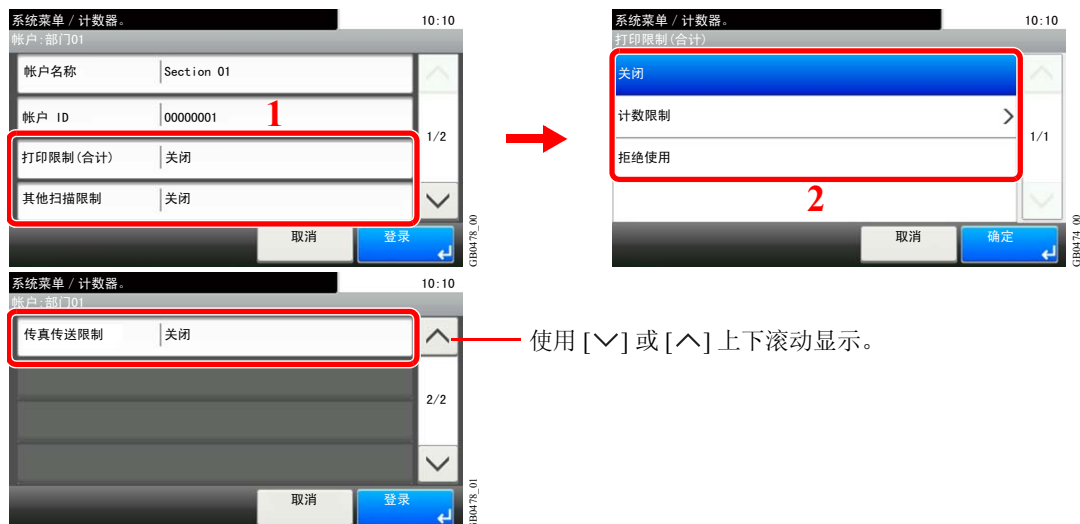 系统菜单 / 计数器。 10:10
帐户:部门01
帐户名称 Section 01
帐户 ID 00000001
1
打印限制(合计) 关闭
1/2
其他扫描限制 关闭
取消 登录
GB0478_00
系统菜单 / 计数器。 10:10
打印限制(合计)
关闭
计数限制
1/1
拒绝使用
2
取消 确定
GB0474_00
系统菜单 / 计数器。 10:10
帐户:部门01
传真传送限制 关闭
2/2
取消 登录
GB0478_01
使用 [∨] 或 [∧] 上下滚动显示。